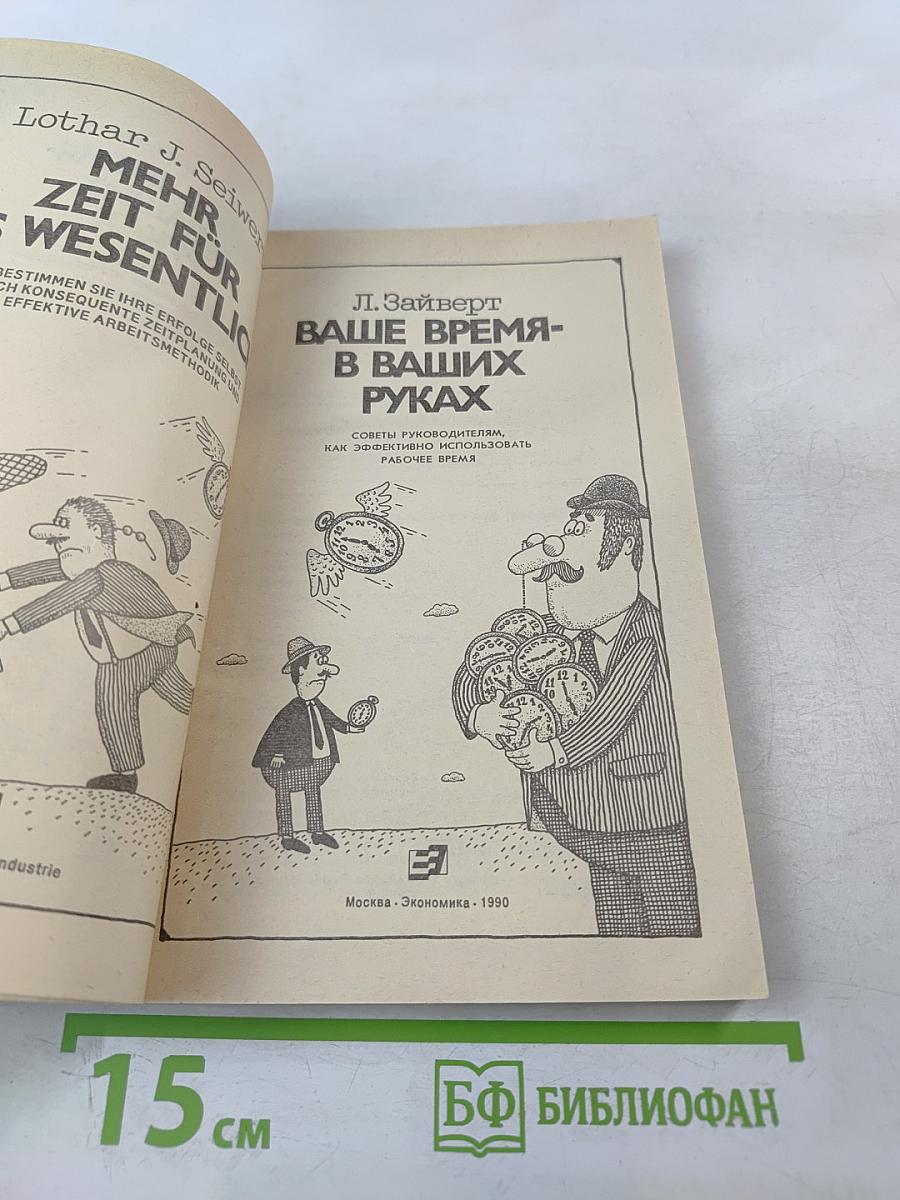 Lothar J. Seiwer
MEHR
ZEIT FÜR
S WESENTLIC
BESTIMMEN SIE IHRE ERFOLGE SELBST
CH KONSEQUENTE ZEITPLANUNG UND
EFFEKTIVE ARBEITSMETHODIK
ndustrie
Л. Зайверт
ВАШЕ ВРЕМЯ-
В ВАШИХ
РУКАХ
СОВЕТЫ РУКОВОДИТЕЛЯМ,
КАК ЭФФЕКТИВНО ИСПОЛЬЗОВАТЬ
РАБОЧЕЕ ВРЕМЯ
Москва · Экономика · 1990
15 см
БФ БИБЛИОФАН